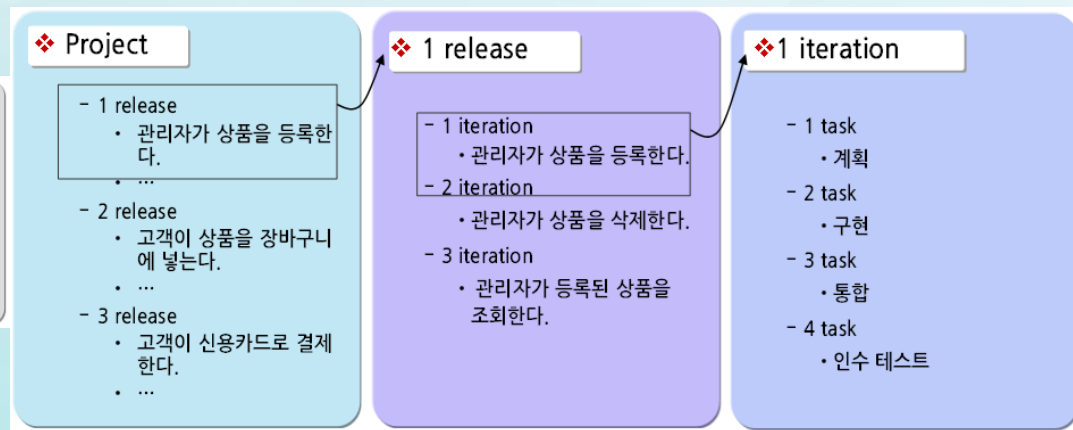 ❖ Project
– 1 release
• 관리자가 상품을 등록한
다.
• …
– 2 release
• 고객이 상품을 장바구니
에 넣는다.
• …
– 3 release
• 고객이 신용카드로 결제
한다.
• …
❖ 1 release
– 1 iteration
• 관리자가 상품을 등록한다.
– 2 iteration
• 관리자가 상품을 삭제한다.
– 3 iteration
• 관리자가 등록된 상품을
조회한다.
❖1 iteration
– 1 task
• 계획
– 2 task
• 구현
– 3 task
• 통합
– 4 task
• 인수 테스트